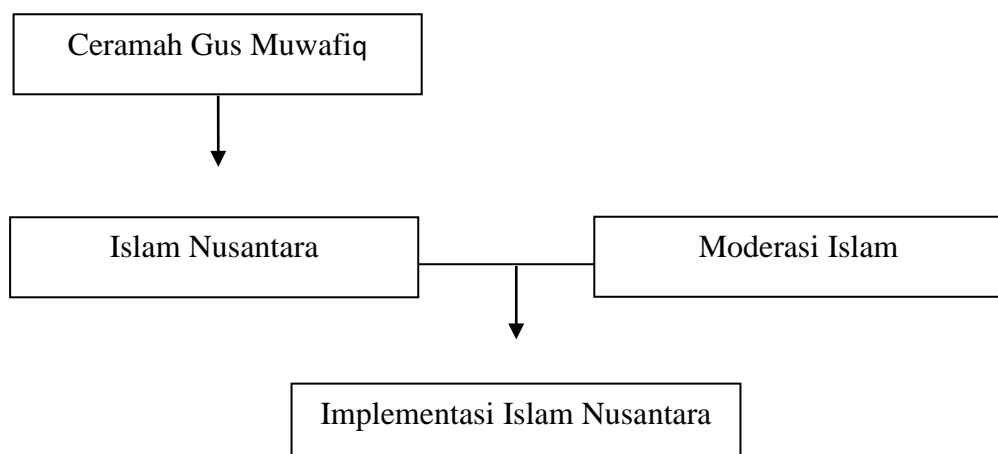 Ceramah Gus Muwafiq
Islam Nusantara
Moderasi Islam
Implementasi Islam Nusantara